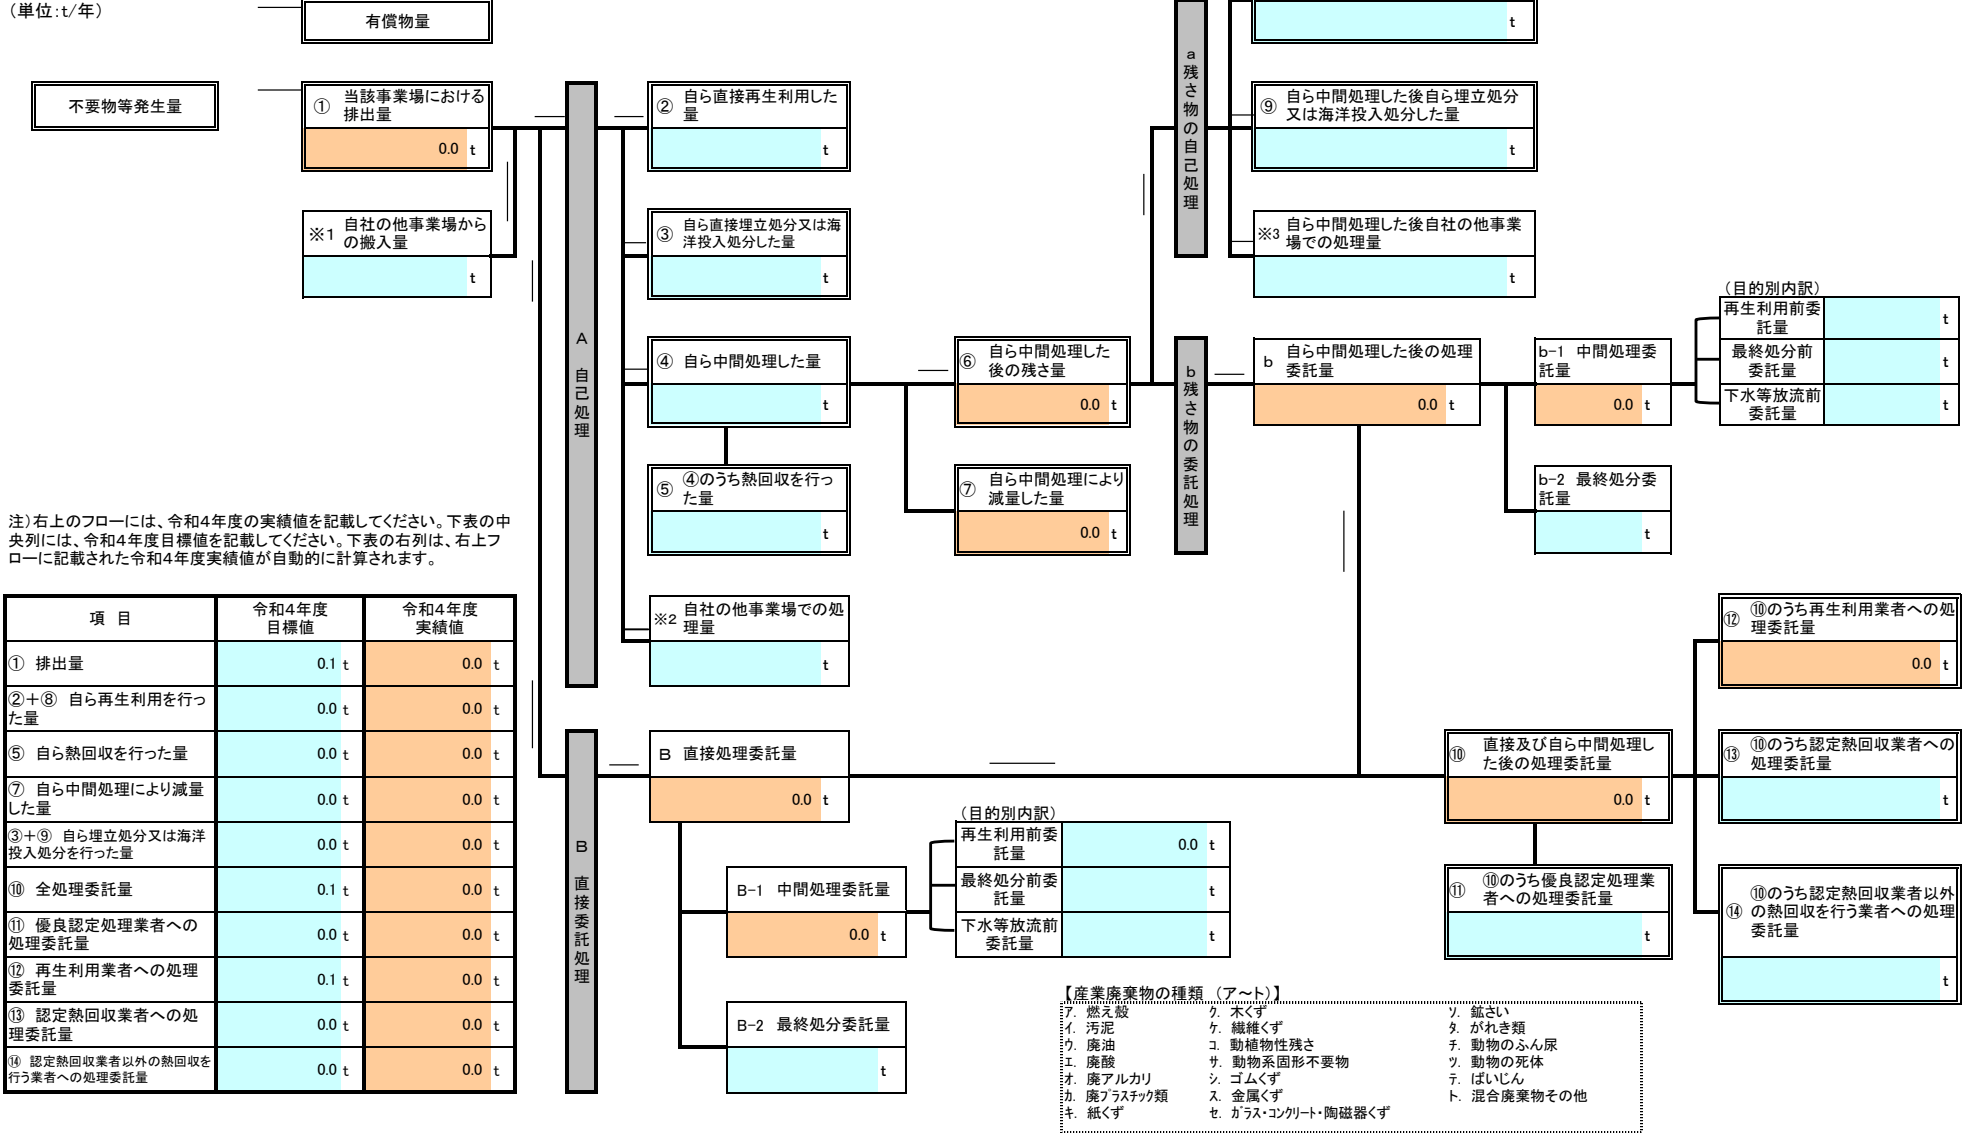 （単位:t/年）
有償物量
t
不要物等発生量
① 当該事業場における
排出量
0.0 t
※1 自社の他事業場から
の搬入量
t
A 自己処理
② 自ら直接再生利用した
量
t
③ 自ら直接埋立処分又は海
洋投入処分した量
t
④ 自ら中間処理した量
t
⑤ ④のうち熱回収を行っ
た量
t
※2 自社の他事業場での処
理量
t
⑥ 自ら中間処理した
後の残さ量
0.0 t
⑦ 自ら中間処理により
減量した量
0.0 t
a 残さ物の自己処理
⑨ 自ら中間処理した後自ら埋立処分
又は海洋投入処分した量
t
※3 自ら中間処理した後自社の他事業
場での処理量
t
b 残さ物の委託処理
b 自ら中間処理した後の処理
委託量
0.0 t
b-1 中間処理委
託量
0.0 t
（目的別内訳）
再生利用前委
託量
t
最終処分前
委託量
t
下水等放流前
委託量
t
b-2 最終処分委
託量
t
注）右上のフローには、令和4年度の実績値を記載してください。下表の中
央列には、令和4年度目標値を記載してください。下表の右列は、右上フ
ローに記載された令和4年度実績値が自動的に計算されます。
項 目 令和4年度 令和4年度
目標値 実績値
① 排出量 0.1 t 0.0 t
②＋⑧ 自ら再生利用を行っ
た量 0.0 t 0.0 t
⑤ 自ら熱回収を行った量 0.0 t 0.0 t
⑦ 自ら中間処理により減量
した量 0.0 t 0.0 t
③＋⑨ 自ら埋立処分又は海洋
投入処分を行った量 0.0 t 0.0 t
⑩ 全処理委託量 0.1 t 0.0 t
⑪ 優良認定処理業者への
処理委託量 0.0 t 0.0 t
⑫ 再生利用業者への処理
委託量 0.1 t 0.0 t
⑬ 認定熱回収業者への処
理委託量 0.0 t 0.0 t
⑭ 認定熱回収業者以外の熱回収を
行う業者への処理委託量 0.0 t 0.0 t
B 直接委託処理
B 直接処理委託量
0.0 t
B-1 中間処理委託量
0.0 t
（目的別内訳）
再生利用前委
託量
0.0 t
最終処分前委
託量
t
下水等放流前
委託量
t
B-2 最終処分委託量
t
⑩ 直接及び自ら中間処理し
た後の処理委託量
0.0 t
⑪ ⑩のうち優良認定処理業
者への処理委託量
t
⑫ ⑩のうち再生利用業者への処
理委託量
0.0 t
⑬ ⑩のうち認定熱回収業者への
処理委託量
t
⑭ ⑩のうち認定熱回収業者以外
の熱回収を行う業者への処理
委託量
t
【産業廃棄物の種類 （ア～ト）】
ｱ. 燃え殻 ｸ. 木くず ｿ. 鉱さい
ｲ. 汚泥 ｹ. 繊維くず ﾀ. がれき類
ｳ. 廃油 ｺ. 動植物性残さ ﾁ. 動物のふん尿
ｴ. 廃酸 ｻ. 動物系固形不要物 ﾂ. 動物の死体
ｵ. 廃アルカリ ｼ. ゴムくず ﾃ. ばいじん
ｶ. 廃ﾌﾟﾗｽﾁｯｸ類 ｽ. 金属くず ﾄ. 混合廃棄物その他
ｷ. 紙くず ｾ. ｶﾞﾗｽ・ｺﾝｸﾘｰﾄ・陶磁器くず